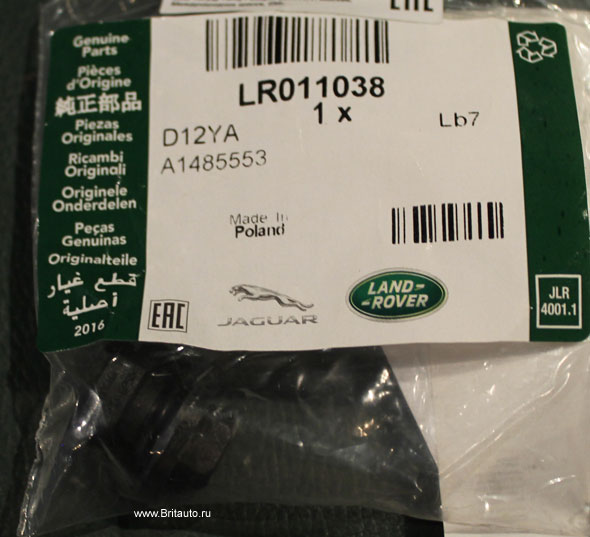 EAC
Genuine
Parts
Pièces
d'Origine
純正部品
Piezas
Originales
Ricambi
Originali
Originele
Onderdelen
Peças
Genuinas
Originalteile
قطع غيار
أصلية
2016
LR011038
1 x
D12YA
A1485553
Lb7
Made In
Poland
EAC
JAGUAR
LAND-
-ROVER
JLR
4001.1
www.Britauto.ru